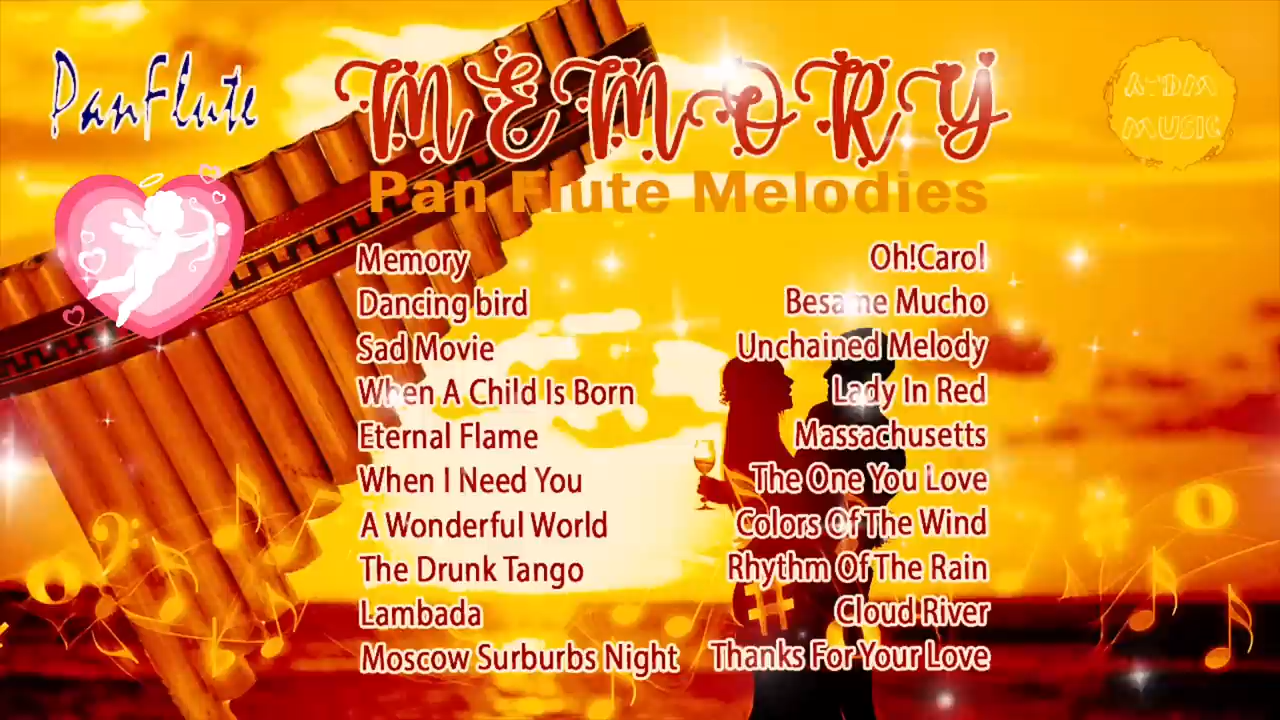 PanFlute
MEMORY
A-DM
MUSIC
Pan Flute Melodies
Memory
Dancing bird
Sad Movie
When A Child Is Born
Eternal Flame
When I Need You
A Wonderful World
The Drunk Tango
Lambada
Moscow Surburbs Night
Oh!Carol
Besame Mucho
Unchained Melody
Lady In Red
Massachusetts
The One You Love
Colors Of The Wind
Rhythm Of The Rain
Cloud River
Thanks For Your Love